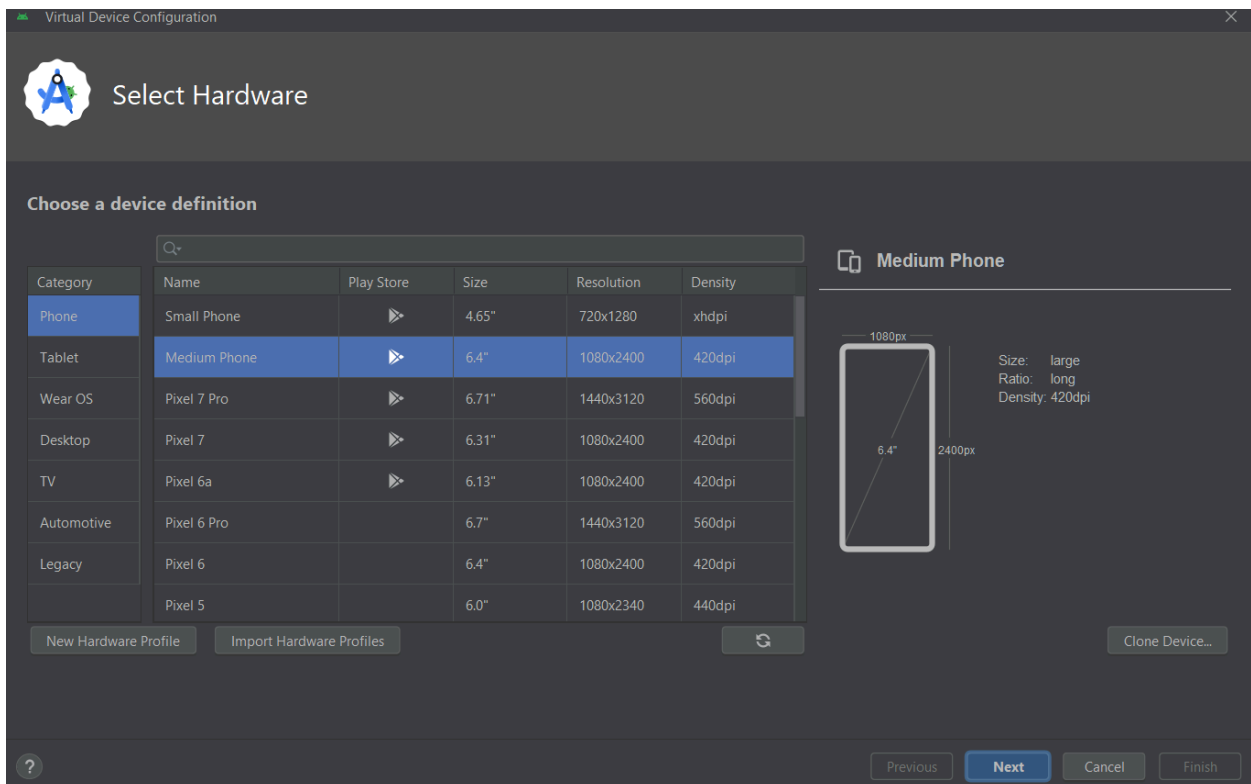 Virtual Device Configuration
Select Hardware
Choose a device definition
Category
Phone
Tablet
Wear OS
Desktop
TV
Automotive
Legacy
Name Play Store Size Resolution Density
Small Phone 4.65" 720x1280 xhdpi
Medium Phone 6.4" 1080x2400 420dpi
Pixel 7 Pro 6.71" 1440x3120 560dpi
Pixel 7 6.31" 1080x2400 420dpi
Pixel 6a 6.13" 1080x2400 420dpi
Pixel 6 Pro 6.7" 1440x3120 560dpi
Pixel 6 6.4" 1080x2400 420dpi
Pixel 5 6.0" 1080x2340 440dpi
New Hardware Profile Import Hardware Profiles
Medium Phone
1080px
6.4"
2400px
Size: large
Ratio: long
Density: 420dpi
Clone Device...
? Previous Next Cancel Finish